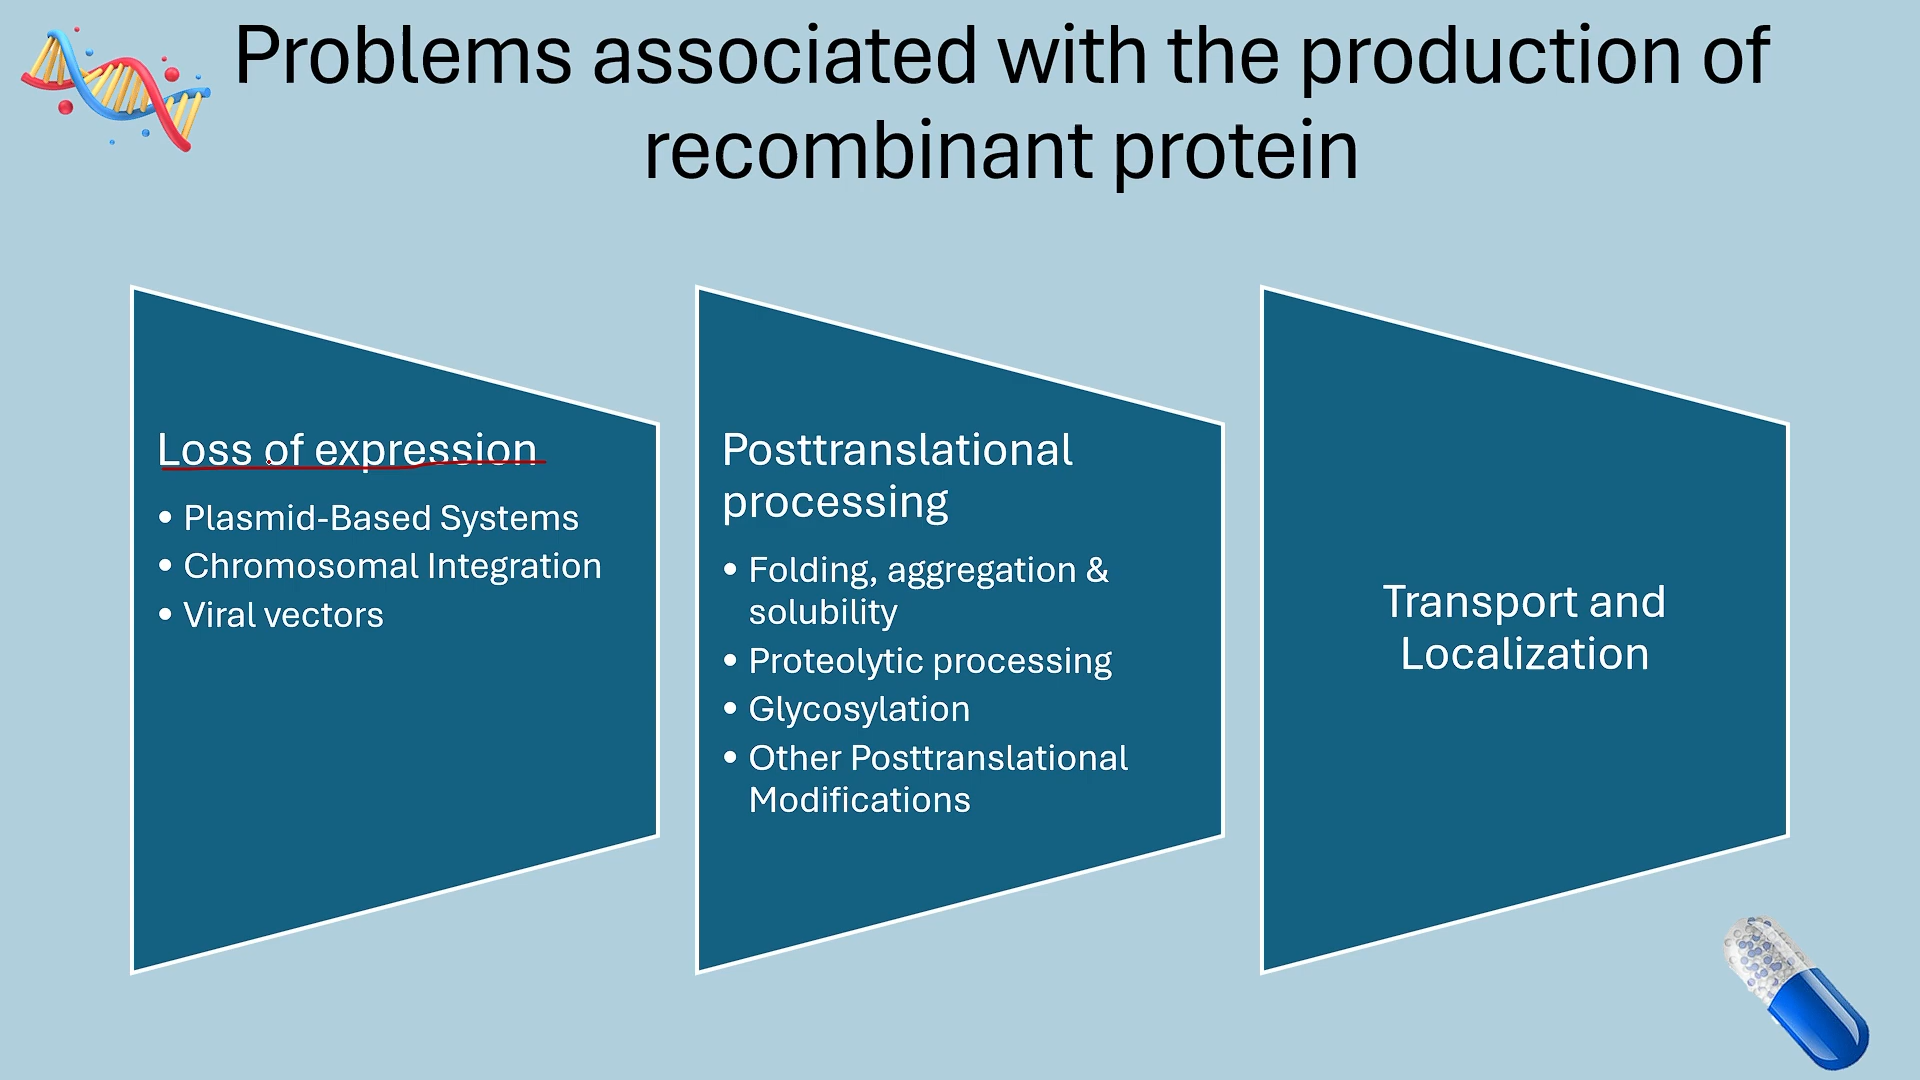 Problems associated with the production of
recombinant protein
Loss of expression
• Plasmid-Based Systems
• Chromosomal Integration
• Viral vectors
Posttranslational
processing
• Folding, aggregation &
solubility
• Proteolytic processing
• Glycosylation
• Other Posttranslational
Modifications
Transport and
Localization